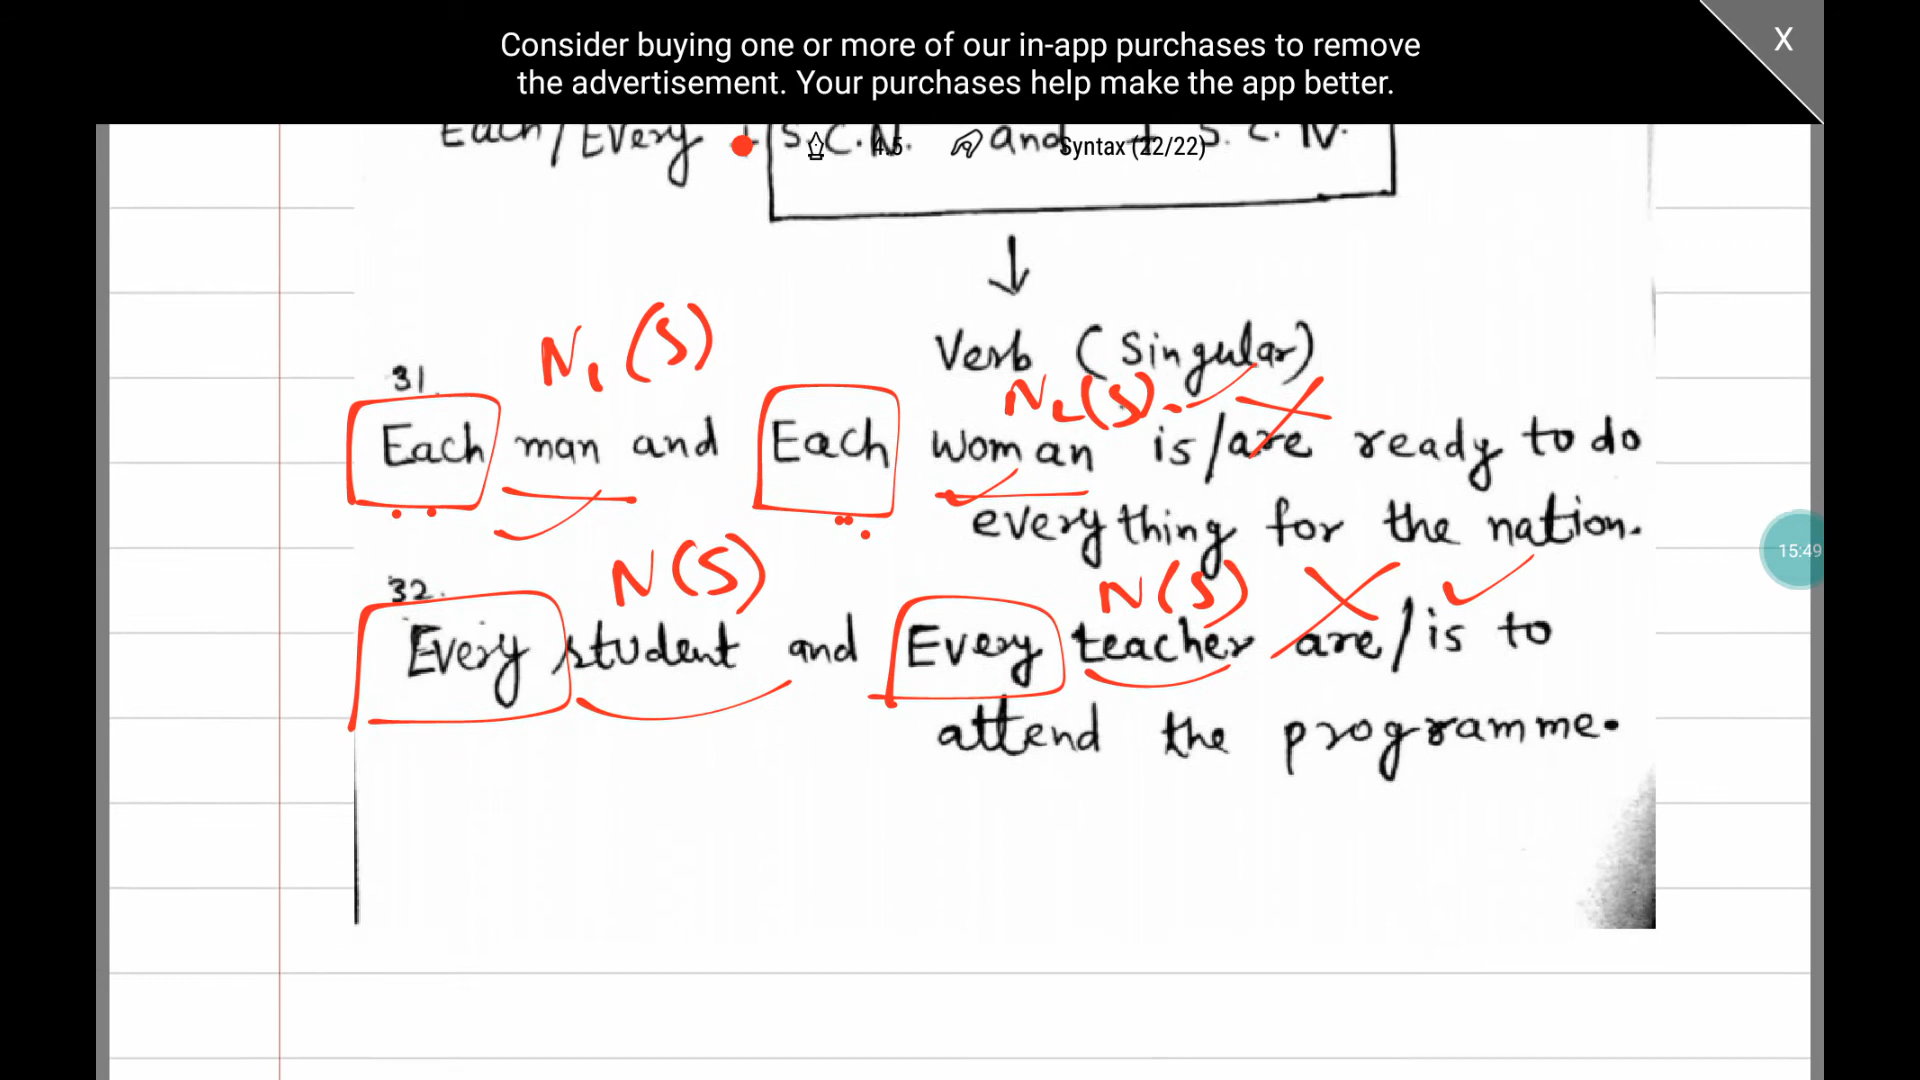 Consider buying one or more of our in-app purchases to remove
the advertisement. Your purchases help make the app better.
X
Each/Every + S.C.N. and + S.C.N.
4.5 Syntax (22/22)
Verb (Singular)
N1 (S)
N2 (S)
31.
Each man and Each woman is/are ready to do
everything for the nation.
15:49
N(S) N(S)
32.
Every student and Every teacher are/is to
attend the programme.